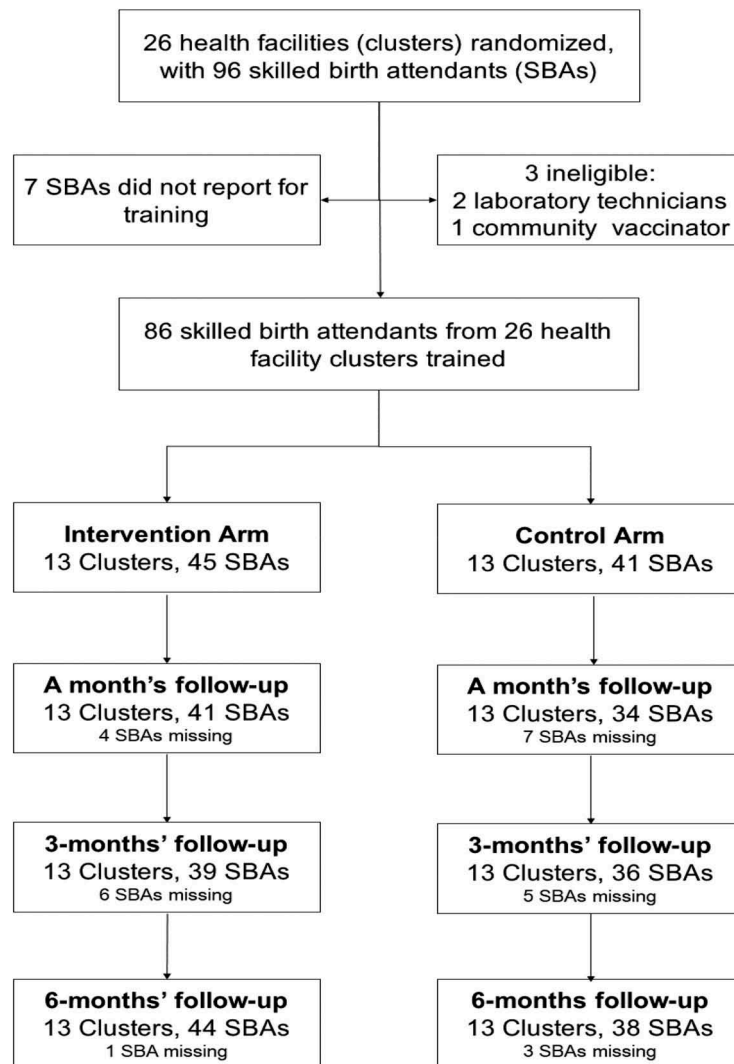 26 health facilities (clusters) randomized,
with 96 skilled birth attendants (SBAs)
7 SBAs did not report for
training
3 ineligible:
2 laboratory technicians
1 community vaccinator
86 skilled birth attendants from 26 health
facility clusters trained
Intervention Arm
13 Clusters, 45 SBAs
Control Arm
13 Clusters, 41 SBAs
A month's follow-up
13 Clusters, 41 SBAs
4 SBAs missing
A month's follow-up
13 Clusters, 34 SBAs
7 SBAs missing
3-months' follow-up
13 Clusters, 39 SBAs
6 SBAs missing
3-months' follow-up
13 Clusters, 36 SBAs
5 SBAs missing
6-months' follow-up
13 Clusters, 44 SBAs
1 SBA missing
6-months follow-up
13 Clusters, 38 SBAs
3 SBAs missing